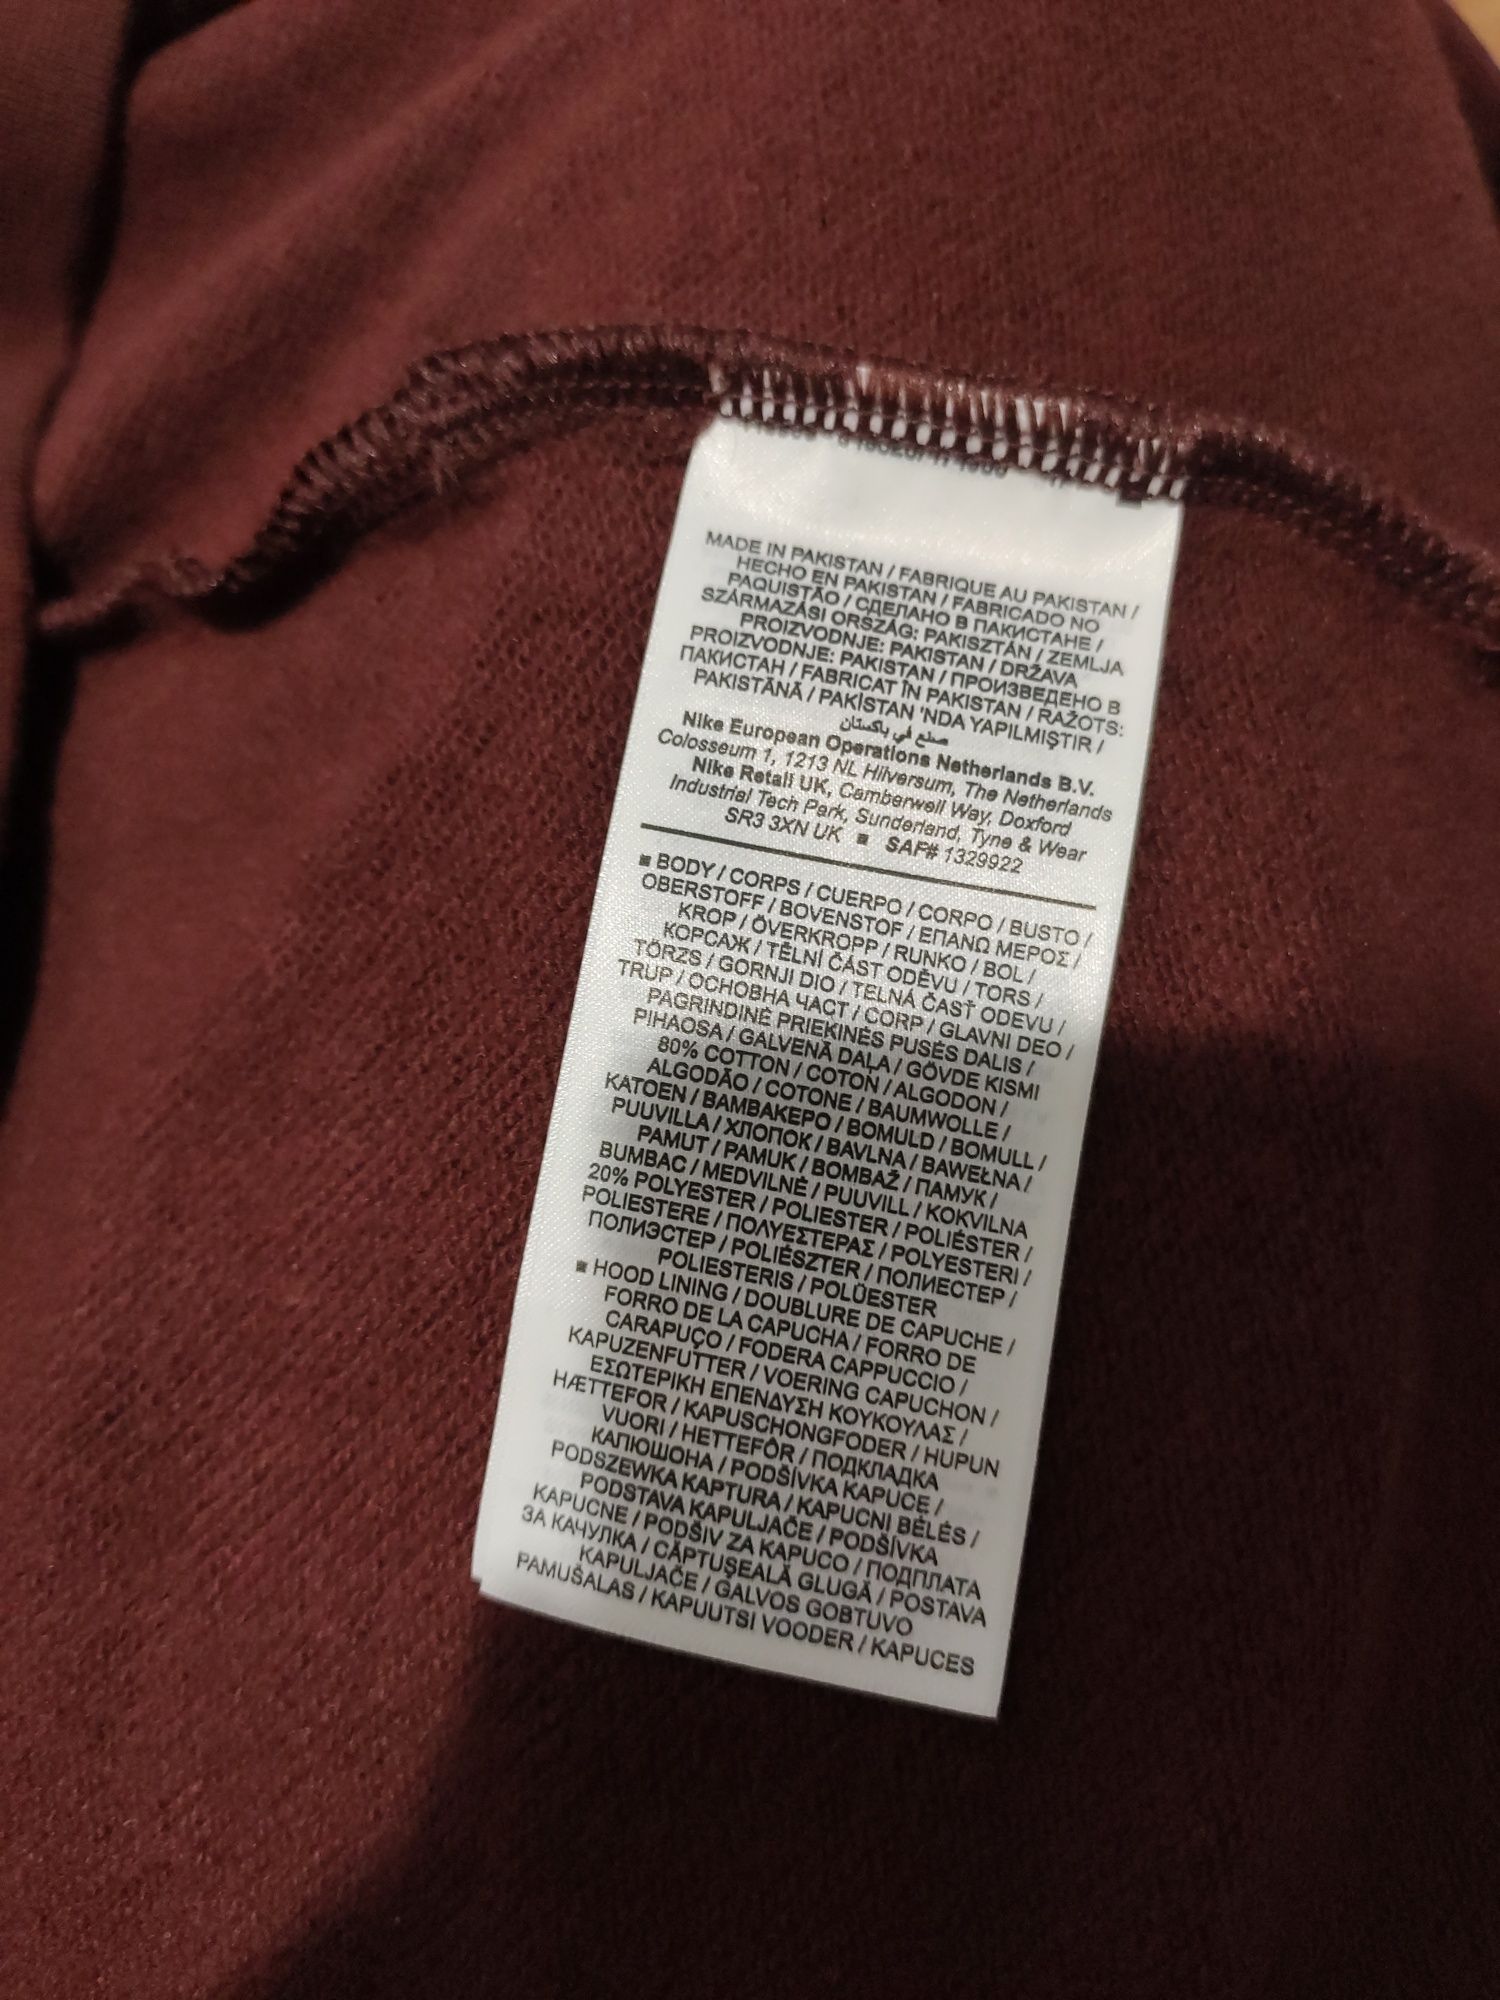 MADE IN PAKISTAN / FABRIQUE AU PAKISTAN /
HECHO EN PAKISTAN / FABRICADO NO
PAQUISTÃO / СДЕЛАНО В ПАКИСТАНЕ /
SZÁRMAZÁSI ORSZÁG: PAKISZTÁN / ZEMLJA
PROIZVODNJE: PAKISTAN / DRŽAVA
PROIZVODNJE: PAKISTAN / ПРОИЗВЕДЕНО В
ПАКИСТАН / FABRICAT ÎN PAKISTAN / RAŽOTS:
PAKISTĀNĀ / PAKİSTAN 'NDA YAPILMIŞTIR /
صنع في باكستان
Nike European Operations Netherlands B.V.
Colosseum 1, 1213 NL Hilversum, The Netherlands
Nike Retail UK, Camberwell Way, Doxford
Industrial Tech Park, Sunderland, Tyne & Wear
SR3 3XN UK ■ SAF# 1329922
■ BODY / CORPS / CUERPO / CORPO / BUSTO /
OBERSTOFF / BOVENSTOF / ΕΠΑΝΩ ΜΕΡΟΣ /
KROP / ÖVERKROPP / RUNKO / BOL /
КОРСАЖ / TĚLNÍ ČÁST ODĚVU / TORS /
TÖRZS / GORNJI DIO / TELNÁ ČASŤ ODEVU /
TRUP / ОСНОВНА ЧАСТ / CORP / GLAVNI DEO /
PAGRINDINĖ PRIEKINĖS PUSĖS DALIS /
PIHAOSA / GALVENĀ DAĻA / GÖVDE KISMI
80% COTTON / COTON / ALGODON /
ALGODÃO / COTONE / BAUMWOLLE /
KATOEN / ΒΑΜΒΑΚΕΡΟ / BOMULD / BOMULL /
PUUVILLA / ХЛОПОК / BAVLNA / BAWEŁNA /
PAMUT / PAMUK / BOMBAŽ / ПАМУК /
BUMBAC / MEDVILNĖ / PUUVILL / KOKVILNA
20% POLYESTER / POLIESTER / POLIÉSTER /
POLIESTERE / ΠΟΛΥΕΣΤΕΡΑΣ / POLYESTERI /
ПОЛИЭСТЕР / POLIÉSZTER / ПОЛИЕСТЕР /
POLIESTERIS / POLÜESTER
■ HOOD LINING / DOUBLURE DE CAPUCHE /
FORRO DE LA CAPUCHA / FORRO DE
CARAPUÇO / FODERA CAPPUCCIO /
KAPUZENFUTTER / VOERING CAPUCHON /
ΕΣΩΤΕΡΙΚΗ ΕΠΕΝΔΥΣΗ ΚΟΥΚΟΥΛΑΣ /
HÆTTEFOR / KAPUSCHONGFODER / HUPUN
VUORI / HETTEFÔR / ПОДКЛАДКА
КАПЮШОНА / PODŠÍVKA KAPUCE /
PODSZEWKA KAPTURA / KAPUCNI BÉLÉS /
PODSTAVA KAPULJAČE / PODŠÍVKA
KAPUCNE / PODŠIV ZA KAPUCO / ПОДПЛАТА
ЗА КАЧУЛКА / CĂPTUŞEALĂ GLUGĂ / POSTAVA
KAPULJAČE / GALVOS GOBTUVO
PAMUŠALAS / KAPUUTSI VOODER / KAPUCES